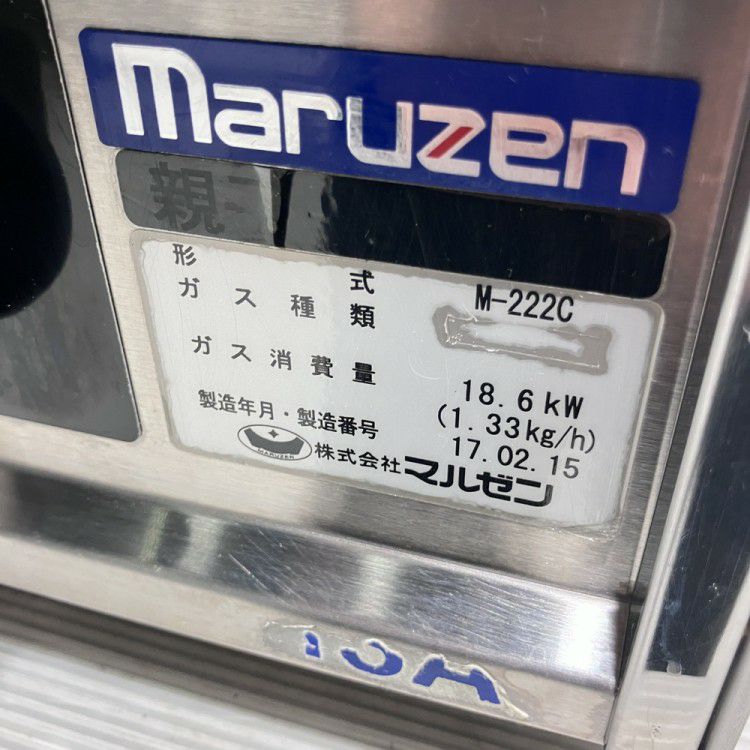 maruzen
親
形 式 M-222C
ガス種類
ガス消費量 18.6kW
(1.33kg/h)
製造年月・製造番号 17.02.15
MARUZEN 株式会社マルゼン